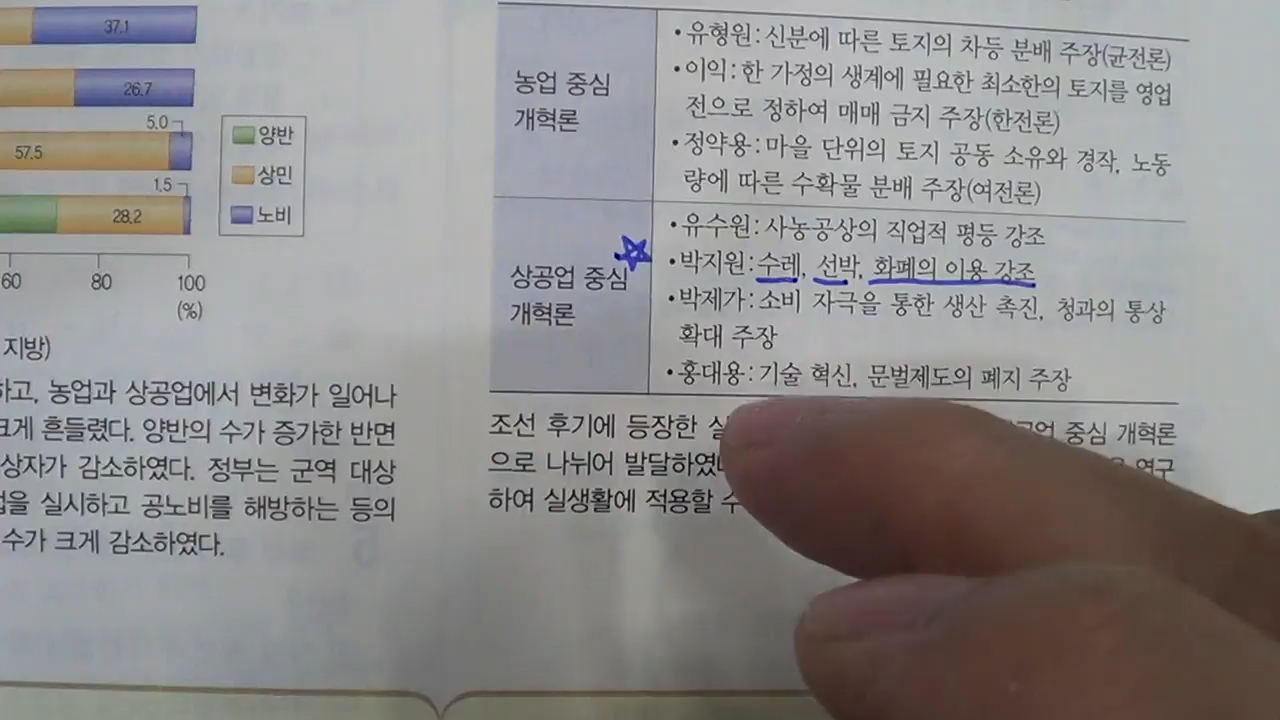 37.1
26.7
5.0
57.5
1.5
28.2
60 80 100
(%)
양반
상민
노비
지방)
하고, 농업과 상공업에서 변화가 일어나
크게 흔들렸다. 양반의 수가 증가한 반면
상자가 감소하였다. 정부는 군역 대상
을 실시하고 공노비를 해방하는 등의
수가 크게 감소하였다.
농업 중심
개혁론
•유형원: 신분에 따른 토지의 차등 분배 주장(균전론)
•이익: 한 가정의 생계에 필요한 최소한의 토지를 영업
전으로 정하여 매매 금지 주장(한전론)
•정약용: 마을 단위의 토지 공동 소유와 경작, 노동
량에 따른 수확물 분배 주장(여전론)
상공업 중심
개혁론
•유수원: 사농공상의 직업적 평등 강조
•박지원: 수레, 선박, 화폐의 이용 강조
•박제가: 소비 자극을 통한 생산 촉진, 청과의 통상
확대 주장
•홍대용: 기술 혁신, 문벌제도의 폐지 주장
조선 후기에 등장한 중심 개혁론
으로 나뉘어 발달하였 연구
하여 실생활에 적용할 수